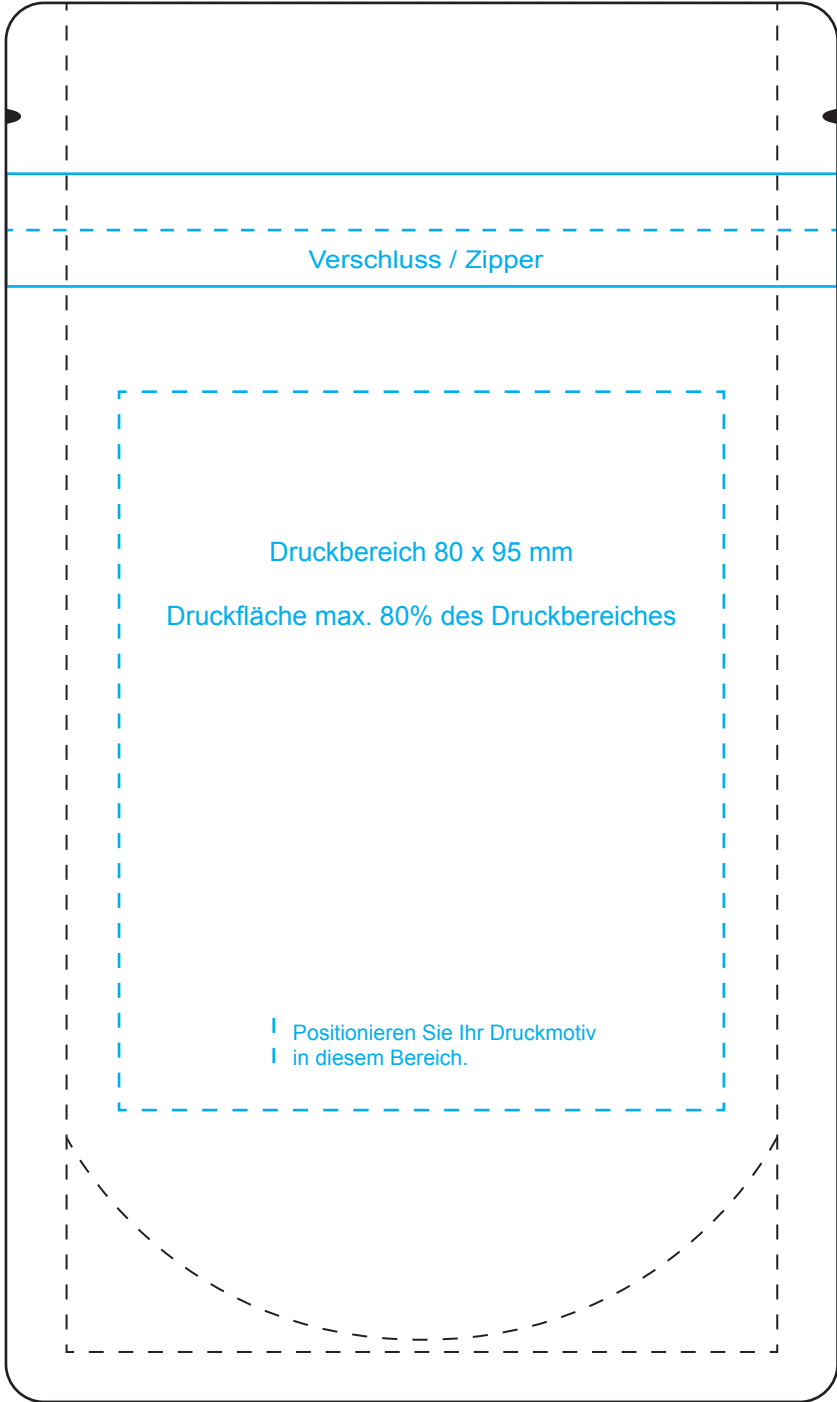 Verschluss / Zipper
Druckbereich 80 x 95 mm
Druckfläche max. 80% des Druckbereiches
Positionieren Sie Ihr Druckmotiv
in diesem Bereich.